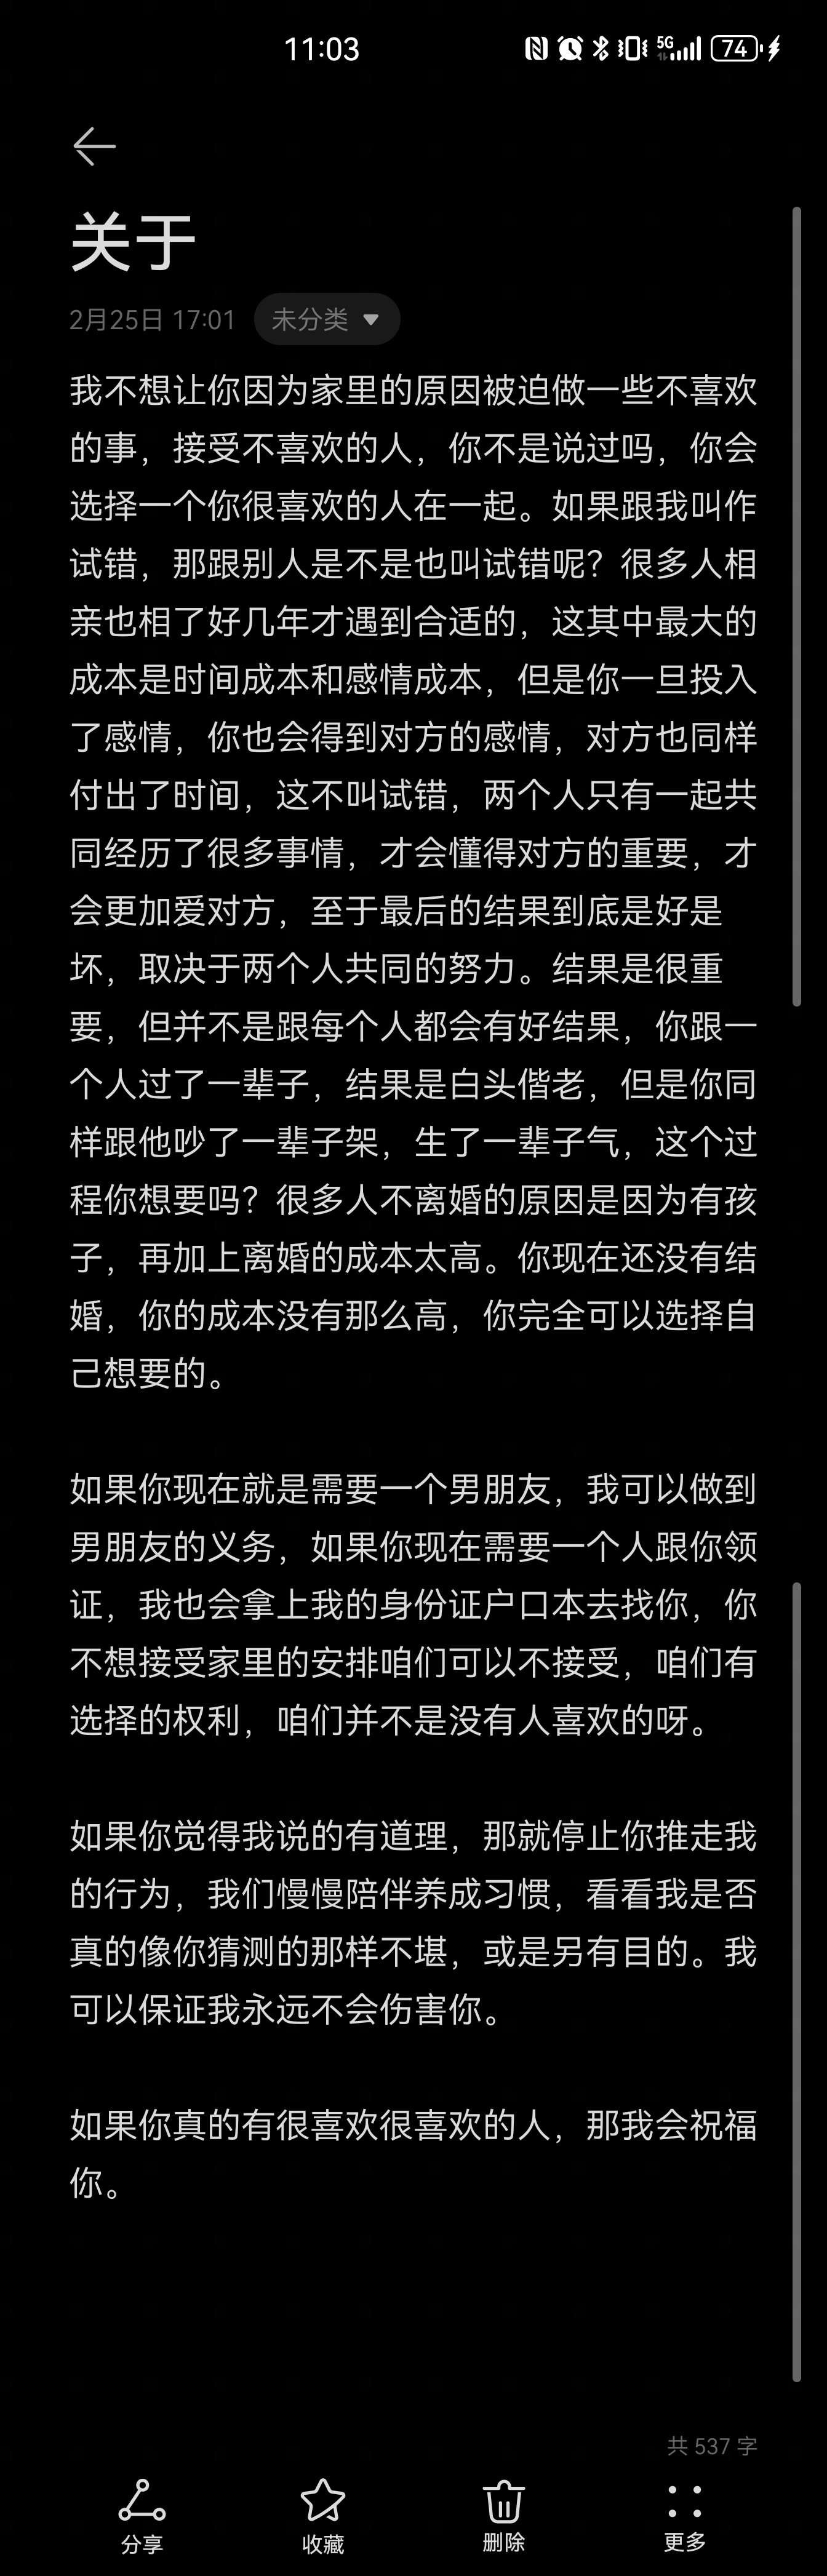 11:03
5G
74
关于
2月25日 17:01 未分类
我不想让你因为家里的原因被迫做一些不喜欢
的事，接受不喜欢的人，你不是说过吗，你会
选择一个你很喜欢的人在一起。如果跟我叫作
试错，那跟别人是不是也叫试错呢？很多人相
亲也相了好几年才遇到合适的，这其中最大的
成本是时间成本和感情成本，但是你一旦投入
了感情，你也会得到对方的感情，对方也同样
付出了时间，这不叫试错，两个人只有一起共
同经历了很多事情，才会懂得对方的重要，才
会更加爱对方，至于最后的结果到底是好是
坏，取决于两个人共同的努力。结果是很重
要，但并不是跟每个人都会有好结果，你跟一
个人过了一辈子，结果是白头偕老，但是你同
样跟他吵了一辈子架，生了一辈子气，这个过
程你想要吗？很多人不离婚的原因是因为有孩
子，再加上离婚的成本太高。你现在还没有结
婚，你的成本没有那么高，你完全可以选择自
己想要的。
如果你现在就是需要一个男朋友，我可以做到
男朋友的义务，如果你现在需要一个人跟你领
证，我也会拿上我的身份证户口本去找你，你
不想接受家里的安排咱们可以不接受，咱们有
选择的权利，咱们并不是没有人喜欢的呀。
如果你觉得我说的有道理，那就停止你推走我
的行为，我们慢慢陪伴养成习惯，看看我是否
真的像你猜测的那样不堪，或是另有目的。我
可以保证我永远不会伤害你。
如果你真的有很喜欢很喜欢的人，那我会祝福
你。
共 537 字
分享 收藏 删除 更多